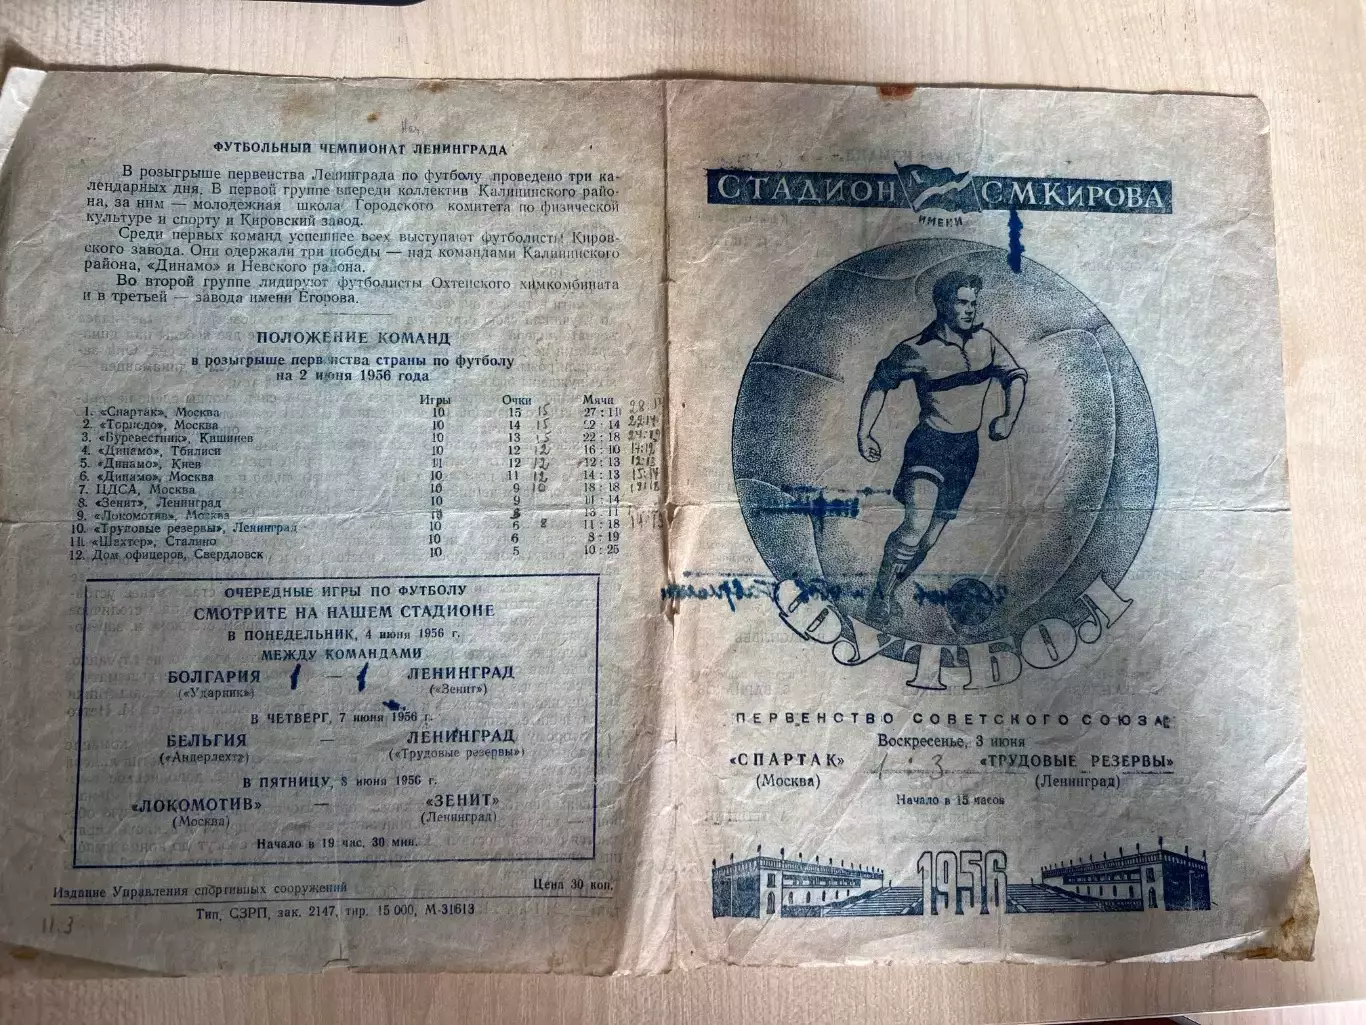 ФУТБОЛЬНЫЙ ЧЕМПИОНАТ ЛЕНИНГРАДА
В розыгрыше первенства Ленинграда по футболу проведено три ка-
лендарных дня. В первой группе впереди коллектив Калининского райо-
на, за ним — молодежная школа Городского комитета по физической
культуре и спорту и Кировский завод.
Среди первых команд успешнее всех выступают футболисты Киров-
ского завода. Они одержали три победы — над командами Калининского
района, «Динамо» и Невского района.
Во второй группе лидируют футболисты Охтенского химкомбината
и в третьей — завода имени Егорова.
ПОЛОЖЕНИЕ КОМАНД
в розыгрыше первенства страны по футболу
на 2 июня 1956 года
Игры Очки Мячи
1. «Спартак», Москва 10 15 15 27 : 11
2. «Торпедо», Москва 10 14 15 22 : 14
3. «Буревестник», Кишинев 10 13 22 : 18
4. «Динамо», Тбилиси 10 12 12 16 : 10
5. «Динамо», Киев 11 12 12 12 : 13
6. «Динамо», Москва 10 11 12 14 : 13
7. ЦДСА, Москва 10 9 10 18 : 18
8. «Зенит», Ленинград 10 9 11 : 14
9. «Локомотив», Москва 10 8 13 : 11
10. «Трудовые резервы», Ленинград 10 6 8 11 : 18
11. «Шахтер», Сталино 10 6 8 : 19
12. Дом офицеров, Свердловск 10 5 10 : 25
ОЧЕРЕДНЫЕ ИГРЫ ПО ФУТБОЛУ
СМОТРИТЕ НА НАШЕМ СТАДИОНЕ
В ПОНЕДЕЛЬНИК, 4 июня 1956 г.
МЕЖДУ КОМАНДАМИ
БОЛГАРИЯ 1 — 1 ЛЕНИНГРАД
(«Ударник») («Зенит»)
В ЧЕТВЕРГ, 7 июня 1956 г.
БЕЛЬГИЯ — ЛЕНИНГРАД
(«Андерлехт») («Трудовые резервы»)
В ПЯТНИЦУ, 8 июня 1956 г.
«ЛОКОМОТИВ» — «ЗЕНИТ»
(Москва) (Ленинград)
Начало в 19 час. 30 мин.
Издание Управления спортивных сооружений Цена 30 коп.
Тип, СЗРП, зак. 2147, тир. 15 000, М-31613
11.3
СТАДИОН ИМЕНИ С.М.КИРОВА
ФУТБОЛ
ПЕРВЕНСТВО СОВЕТСКОГО СОЮЗА
Воскресенье, 3 июня
«СПАРТАК» 1 : 3 «ТРУДОВЫЕ РЕЗЕРВЫ»
(Москва) (Ленинград)
Начало в 15 часов
1956